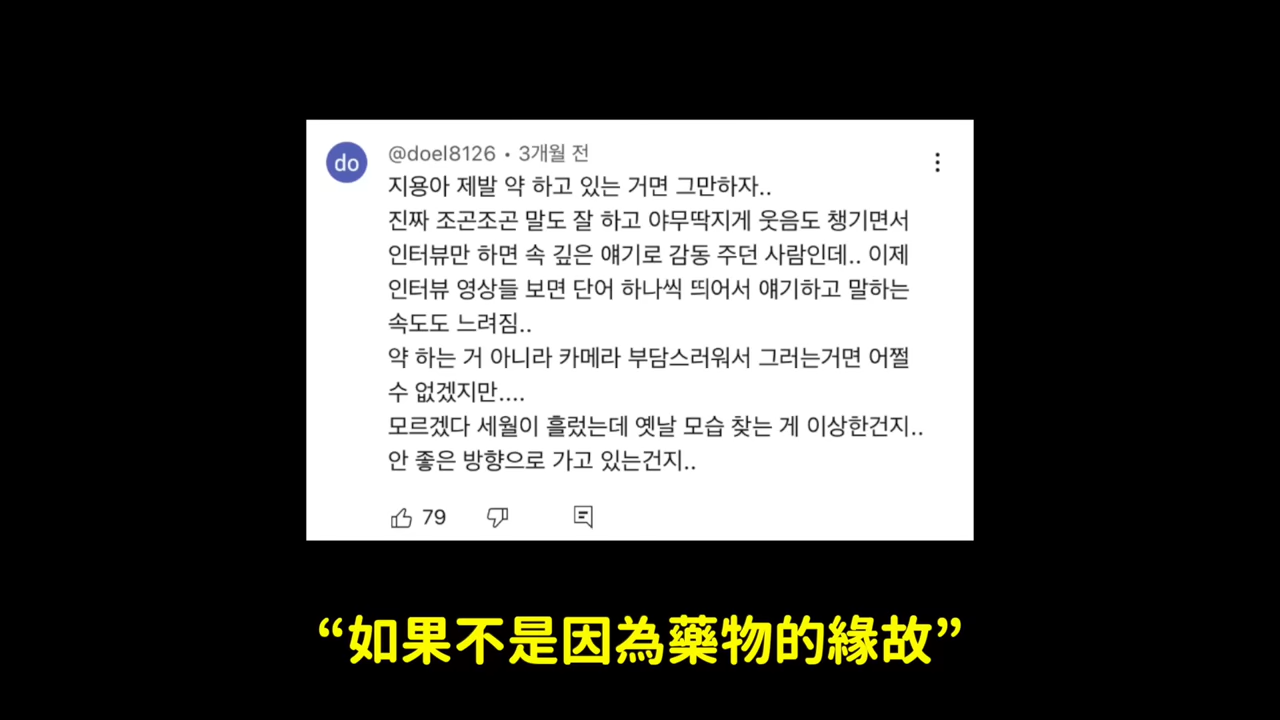 do
@doel8126 • 3개월 전
지용아 제발 약 하고 있는 거면 그만하자..
진짜 조곤조곤 말도 잘 하고 야무딱지게 웃음도 챙기면서
인터뷰만 하면 속 깊은 얘기로 감동 주던 사람인데.. 이제
인터뷰 영상들 보면 단어 하나씩 띄어서 얘기하고 말하는
속도도 느려짐..
약 하는 거 아니라 카메라 부담스러워서 그러는거면 어쩔
수 없겠지만....
모르겠다 세월이 흘렀는데 옛날 모습 찾는 게 이상한건지..
안 좋은 방향으로 가고 있는건지..
79
“如果不是因為藥物的緣故”